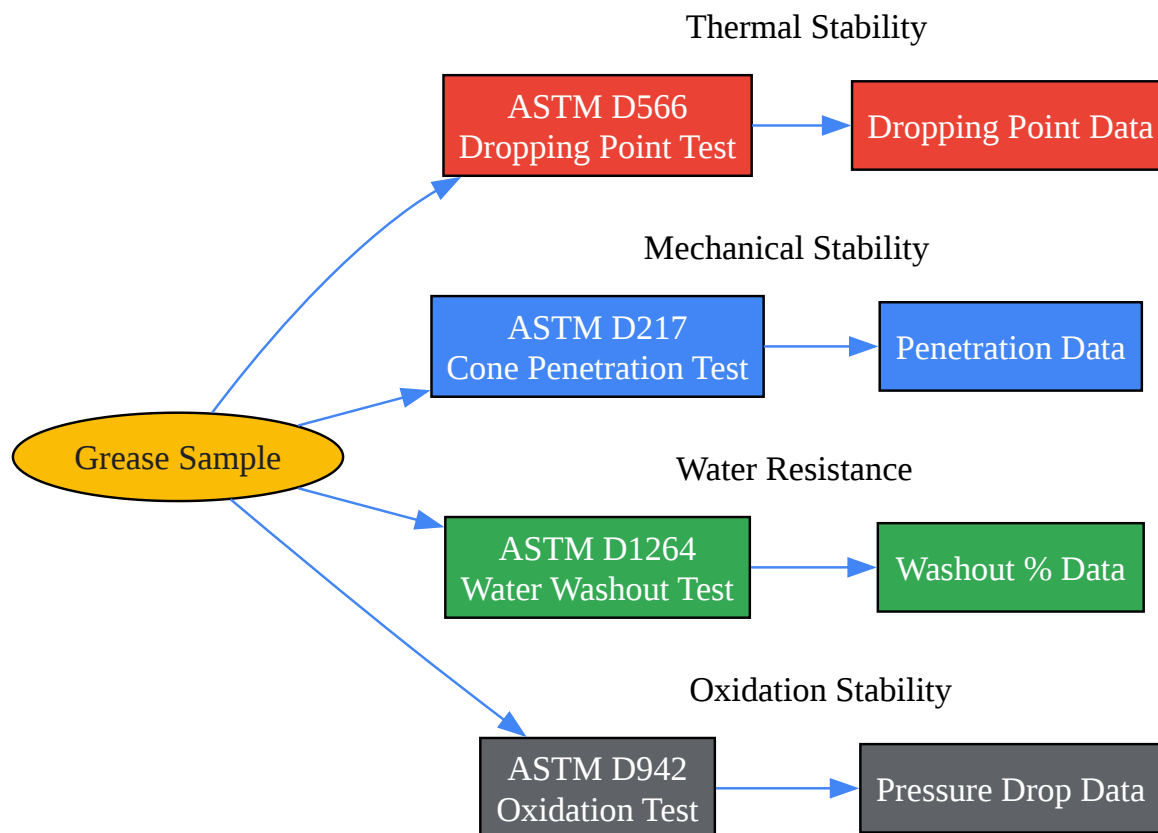 Thermal Stability
ASTM D566
Dropping Point Test
Dropping Point Data
Mechanical Stability
ASTM D217
Cone Penetration Test
Penetration Data
Grease Sample
Water Resistance
ASTM D1264
Water Washout Test
Washout % Data
Oxidation Stability
ASTM D942
Oxidation Test
Pressure Drop Data